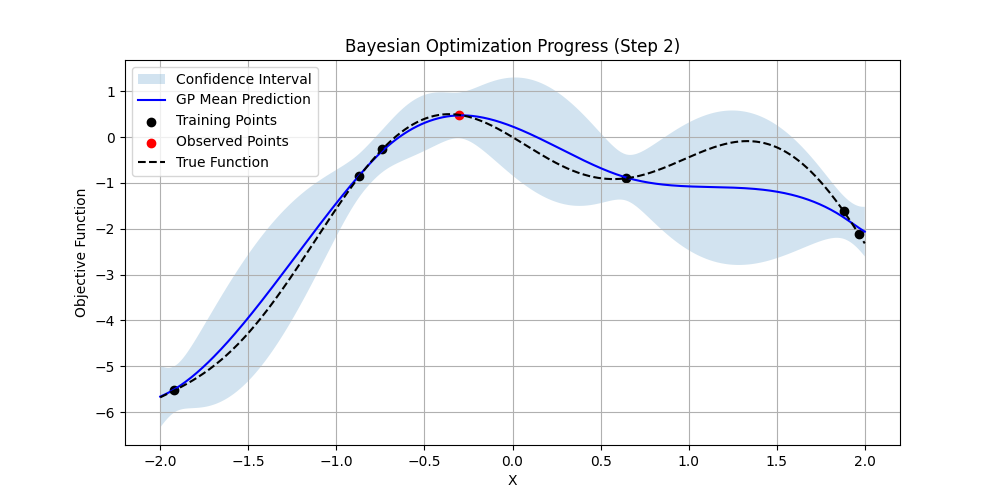 Bayesian Optimization Progress (Step 2)
Confidence Interval
GP Mean Prediction
Training Points
Observed Points
True Function
Objective Function
1
0
−1
−2
−3
−4
−5
−6
−2.0 −1.5 −1.0 −0.5 0.0 0.5 1.0 1.5 2.0
X